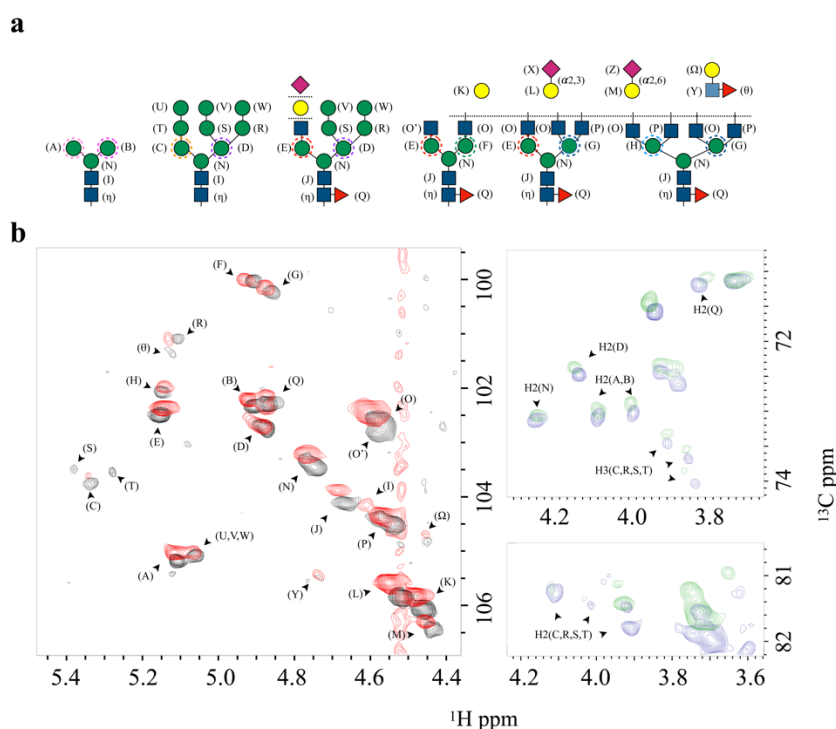 a
(X) (Z) (Ω)
(U) (V) (W) (V) (W) (K) (α2,3) (α2,6) (Y) (θ)
(L) (M)
(T) (S) (R) (S) (R) (O') (O) (O) (O) (P) (O) (P) (O) (P)
(A) (B) (C) (D) (E) (D) (E) (F) (E) (G) (H) (G)
(N) (N) (N) (N) (N) (N)
(I) (I) (J) (J) (J) (J)
(η) (η) (η) (Q) (η) (Q) (η) (Q) (η) (Q)
b
(F)
(G)
(R)
(θ)
(H)
(B)
(Q)
(E)
(O)
(D)
(O')
(S)
(T)
(N)
(C)
(I)
(J)
(P)
(Ω)
(U,V,W)
(A)
(Y)
(L)
(K)
(M)
100
102
104
106
5.4 5.2 5.0 4.8 4.6 4.4
H2(Q)
H2(D)
H2(N)
H2(A,B)
H3(C,R,S,T)
72
74
4.2 4.0 3.8
H2(C,R,S,T)
81
82
4.2 4.0 3.8 3.6
¹³C ppm
¹H ppm